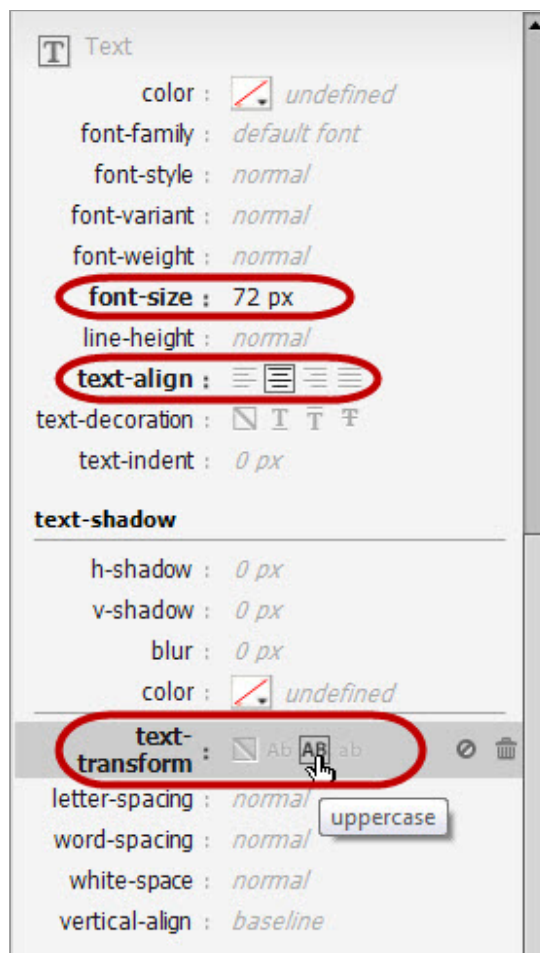 T Text
color : undefined
font-family : default font
font-style : normal
font-variant : normal
font-weight : normal
font-size : 72 px
line-height : normal
text-align :
text-decoration : T T T
text-indent : 0 px
text-shadow
h-shadow : 0 px
v-shadow : 0 px
blur : 0 px
color : undefined
text-
transform : Ab AB ab
letter-spacing : normal
uppercase
word-spacing : normal
white-space : normal
vertical-align : baseline